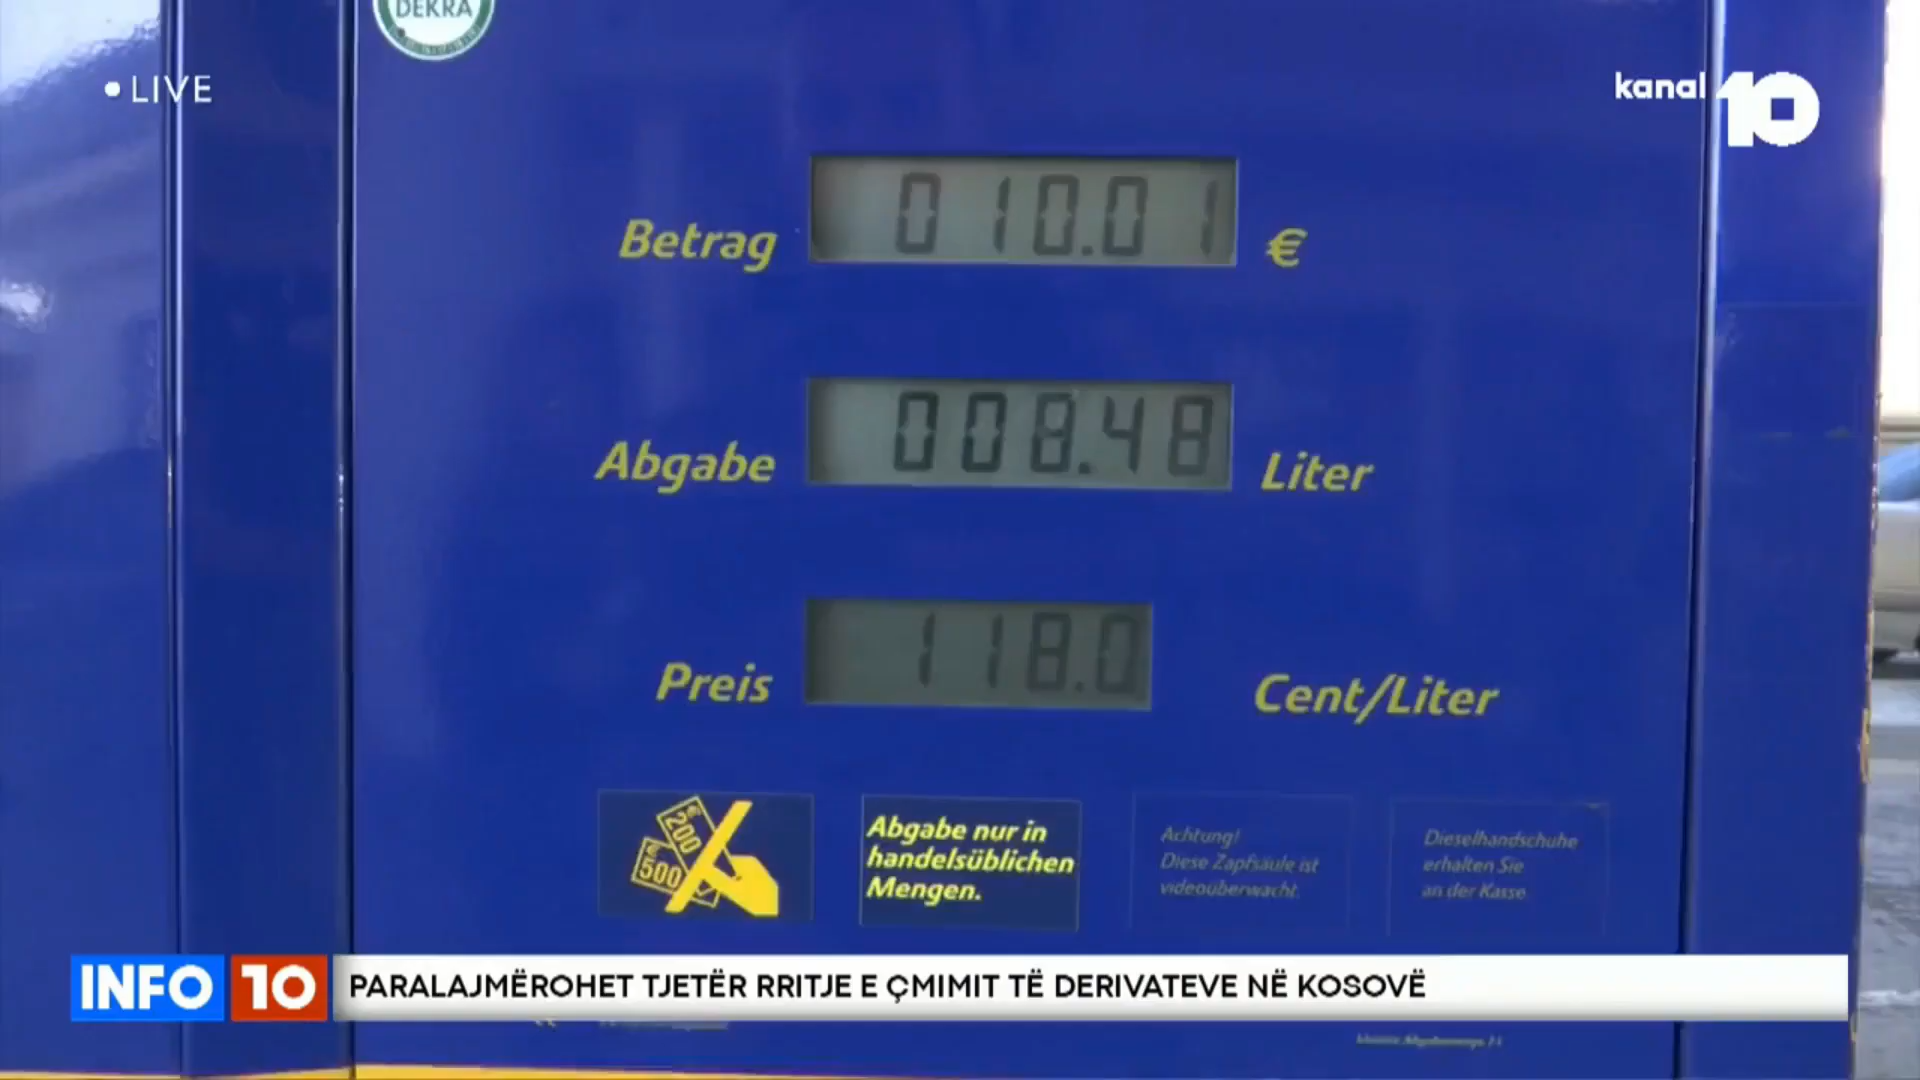 DEKRA
LIVE
kanal 10
Betrag 010.01 €
Abgabe 008.48 Liter
Preis 118.0 Cent/Liter
200
500
Abgabe nur in
handelsüblichen
Mengen.
Achtung!
Diese Zapfsäule ist
videoüberwacht.
Dieselhandschuhe
erhalten Sie
an der Kasse.
INFO 10 PARALAJMËROHET TJETËR RRITJE E ÇMIMIT TË DERIVATEVE NË KOSOVË